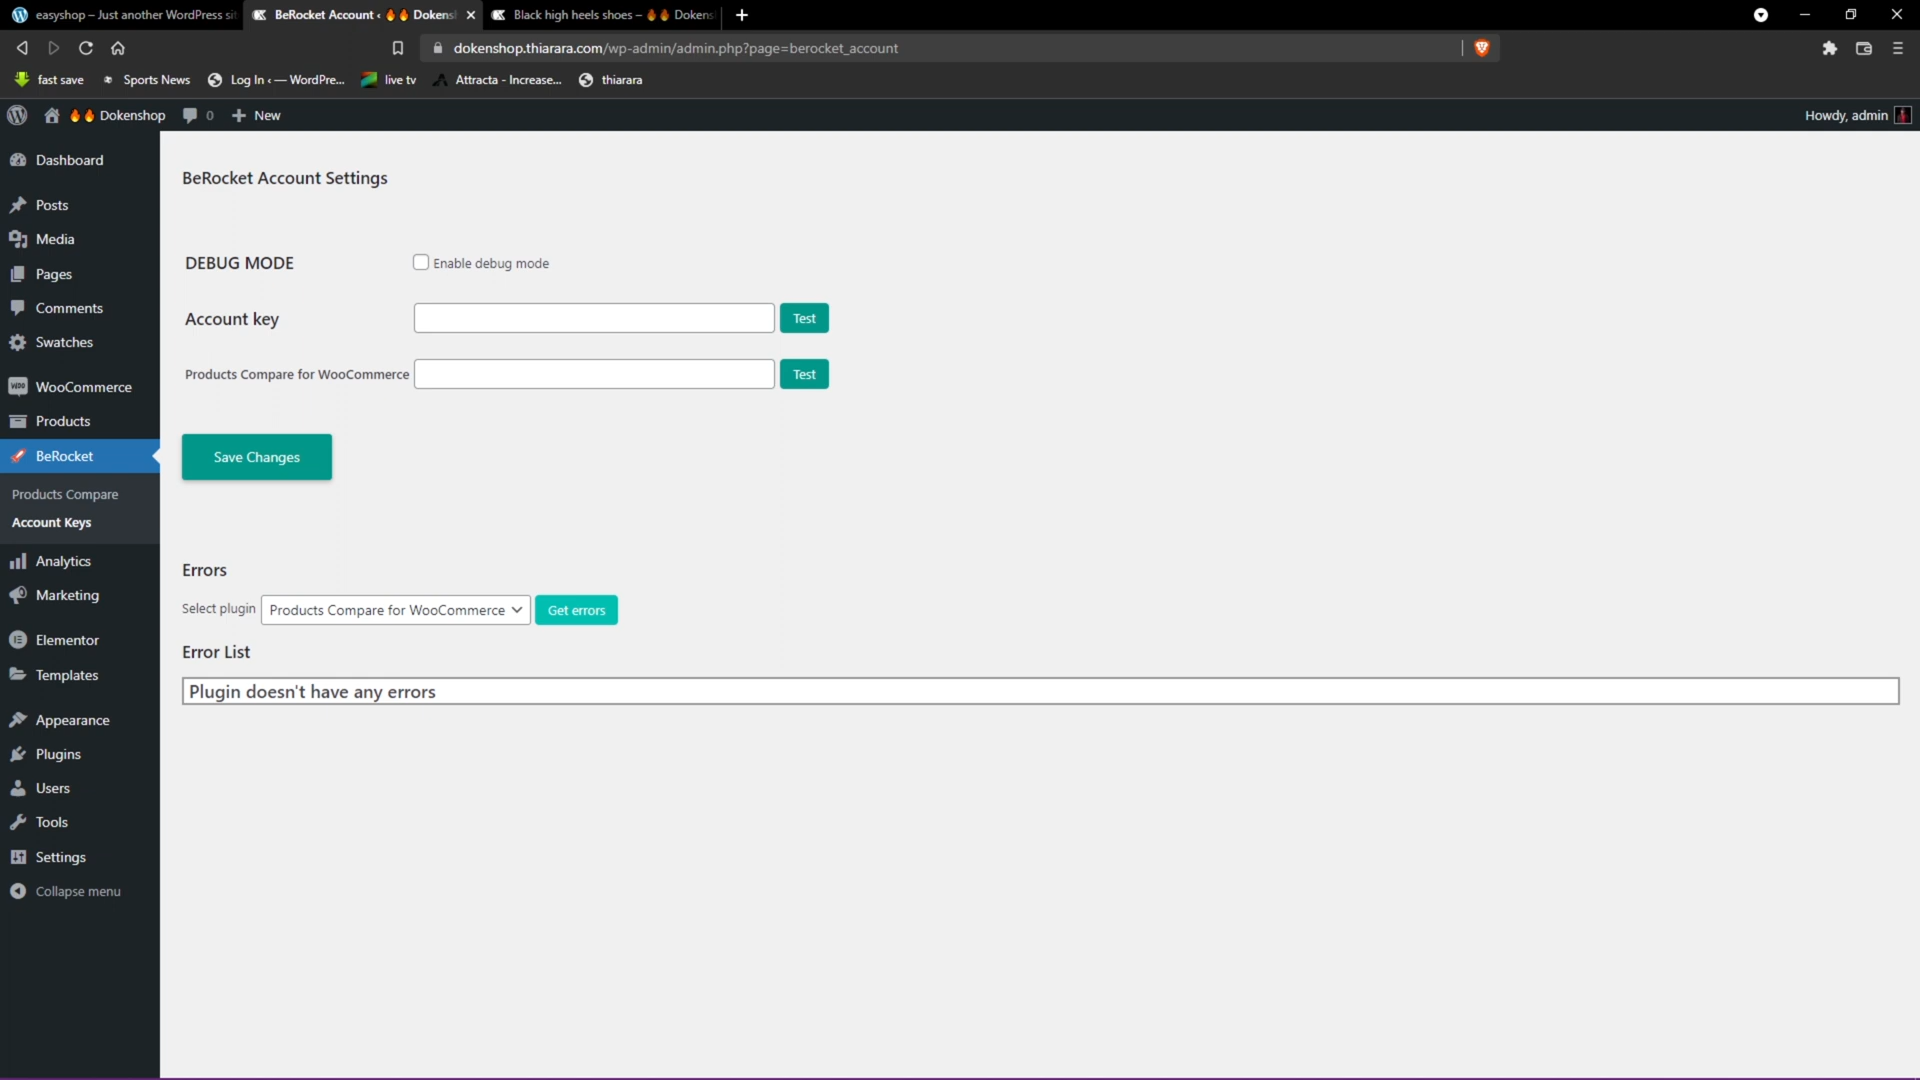 easyshop – Just another WordPress sit
BeRocket Account ‹ 🔥🔥 Dokensh
Black high heels shoes – 🔥🔥 Dokens
dokenshop.thiarara.com/wp-admin/admin.php?page=berocket_account
fast save
Sports News
Log In ‹ — WordPre...
live tv
Attracta - Increase...
thiarara
🔥🔥 Dokenshop
0
New
Howdy, admin
Dashboard
Posts
Media
Pages
Comments
Swatches
WooCommerce
Products
BeRocket
Products Compare
Account Keys
Analytics
Marketing
Elementor
Templates
Appearance
Plugins
Users
Tools
Settings
Collapse menu
BeRocket Account Settings
DEBUG MODE
Enable debug mode
Account key
Test
Products Compare for WooCommerce
Test
Save Changes
Errors
Select plugin
Products Compare for WooCommerce
Get errors
Error List
Plugin doesn't have any errors